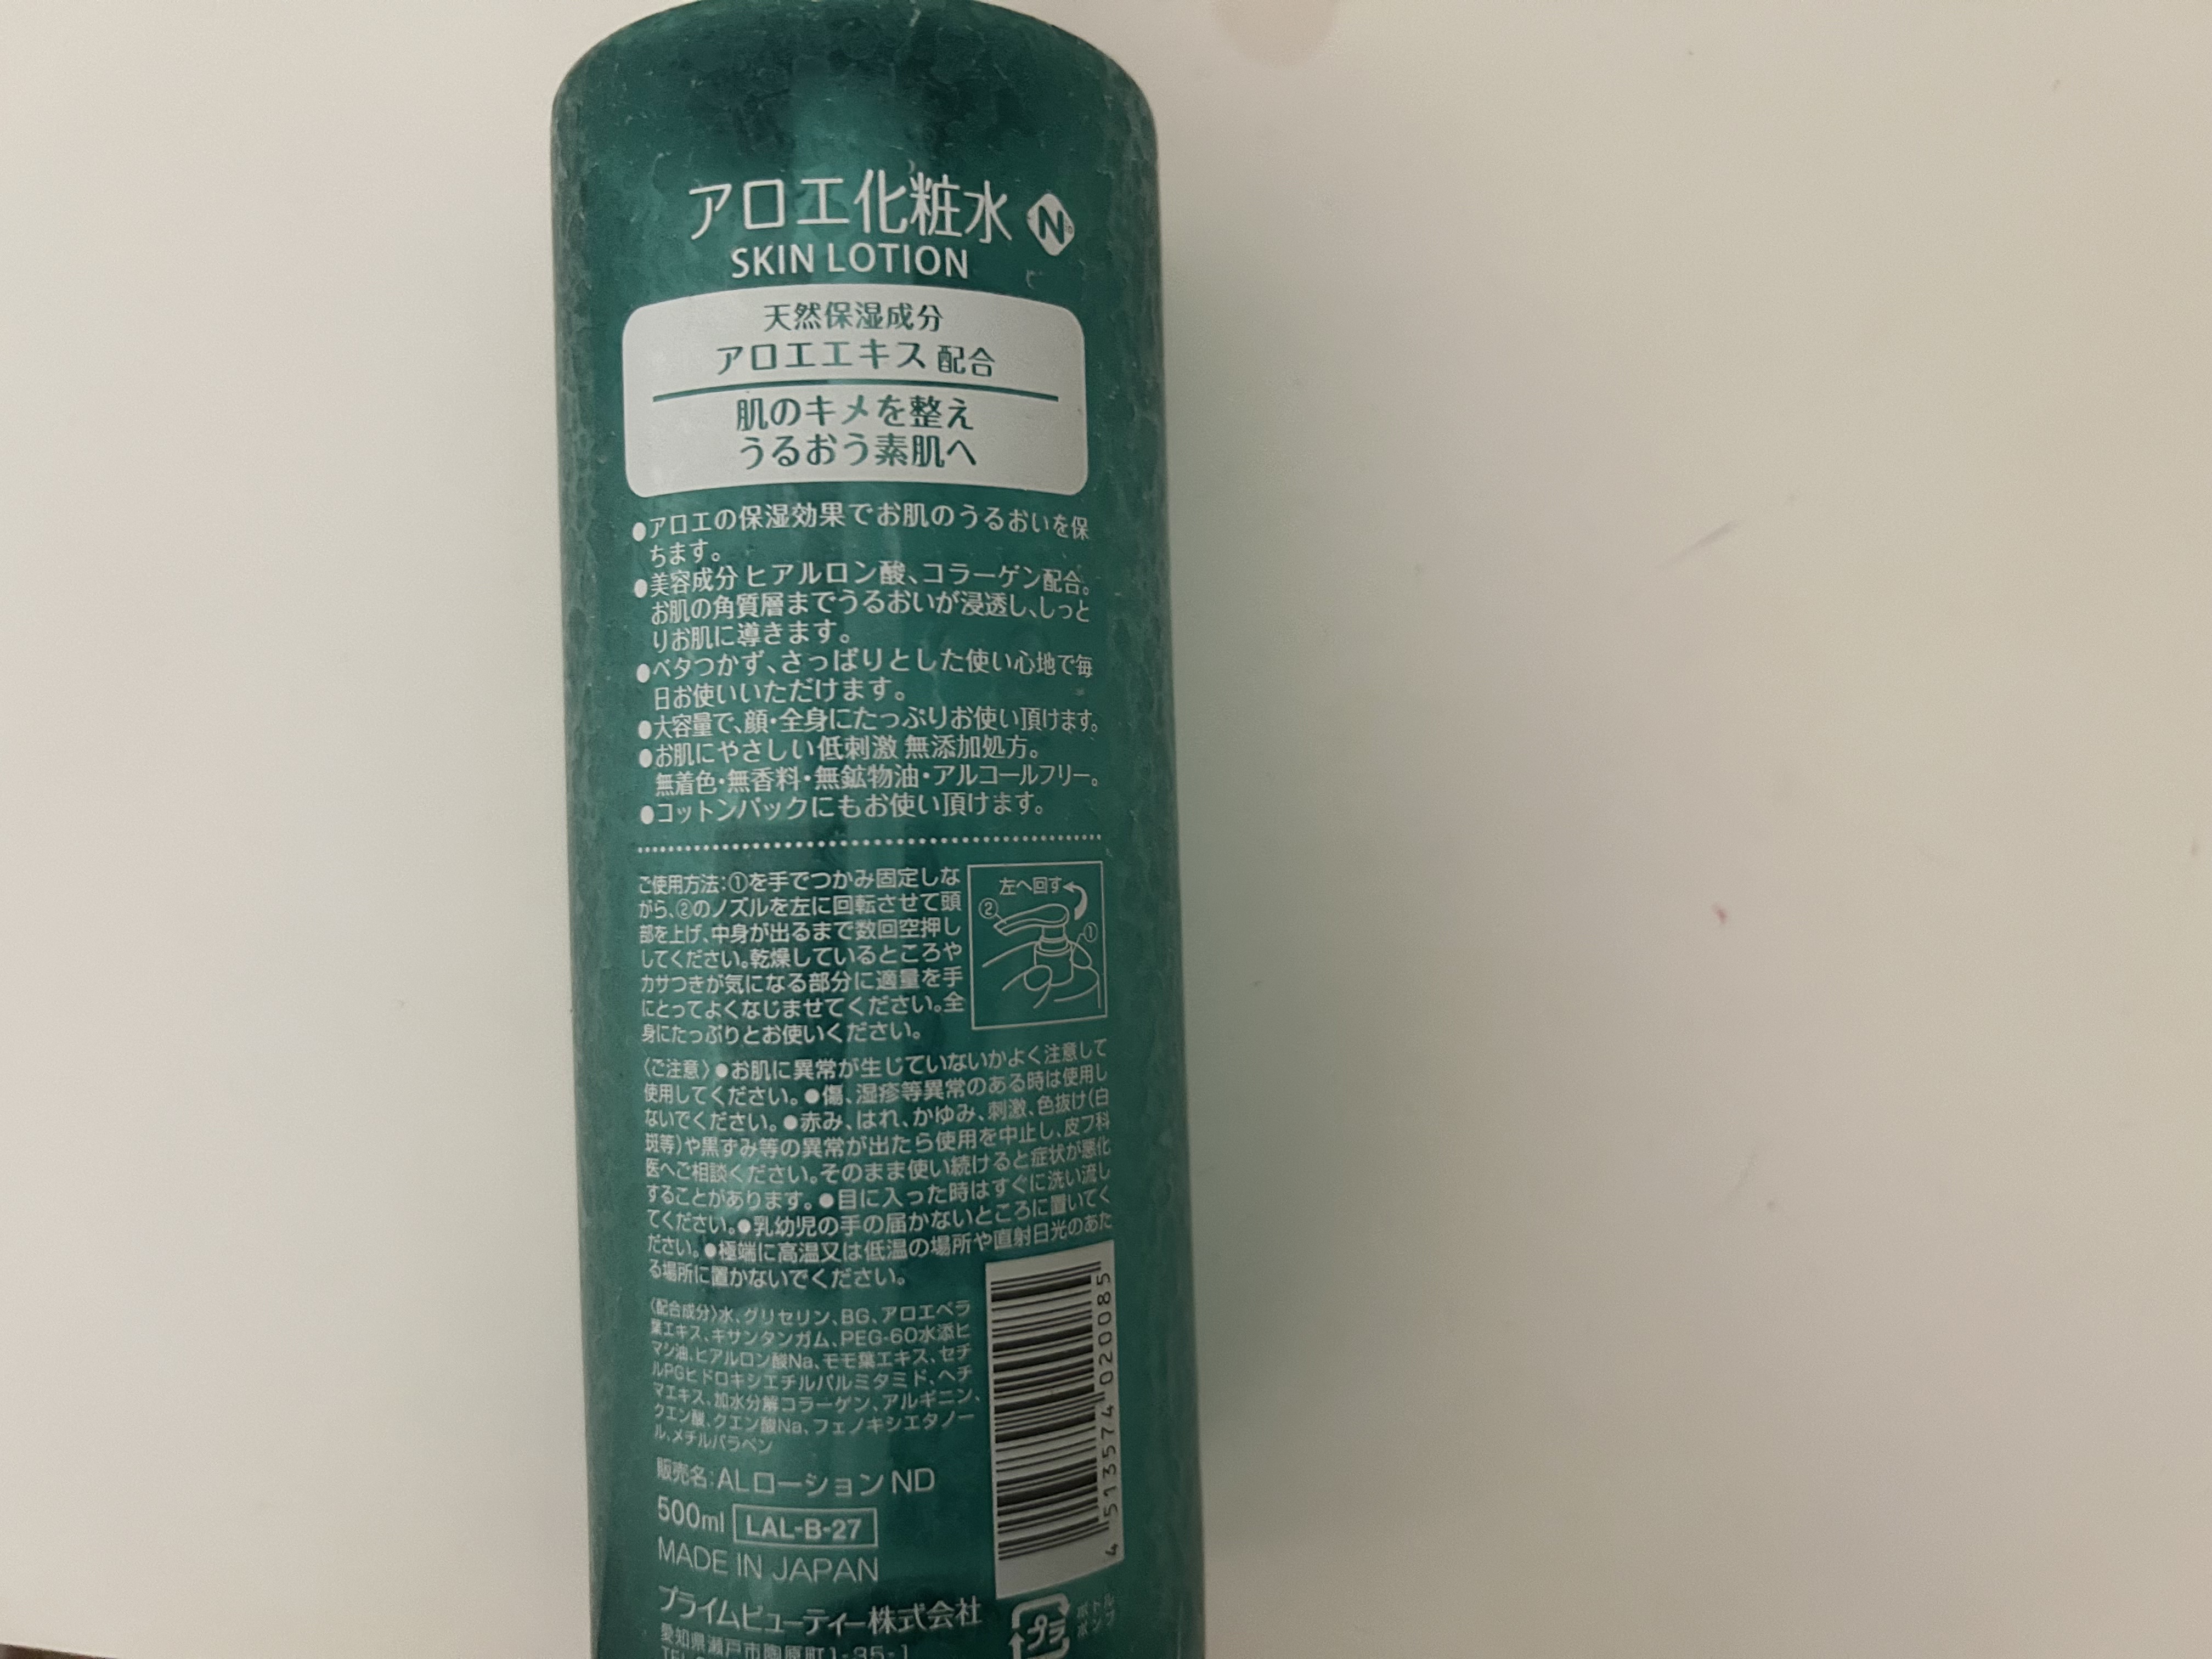 アロエ化粧水 N
SKIN LOTION
天然保湿成分
アロエエキス配合
肌のキメを整え
うるおう素肌へ
●アロエの保湿効果でお肌のうるおいを保
ちます。
●美容成分 ヒアルロン酸、コラーゲン配合。
お肌の角質層までうるおいが浸透し、しっと
りお肌に導きます。
●ベタつかず、さっぱりとした使い心地で毎
日お使いいただけます。
●大容量で、顔・全身にたっぷりお使い頂けます。
●お肌にやさしい低刺激 無添加処方。
無着色・無香料・無鉱物油・アルコールフリー。
●コットンパックにもお使い頂けます。
ご使用方法:①を手でつかみ固定しな
がら、②のノズルを左に回転させて頭
部を上げ、中身が出るまで数回空押し
してください。乾燥しているところや
カサつきが気になる部分に適量を手
にとってよくなじませてください。全
身にたっぷりとお使いください。
左へ回す
②
①
〈ご注意〉●お肌に異常が生じていないかよく注意して
使用してください。●傷、湿疹等異常のある時は使用し
ないでください。●赤み、はれ、かゆみ、刺激、色抜け(白
斑等)や黒ずみ等の異常が出たら使用を中止し、皮フ科
医へご相談ください。そのまま使い続けると症状が悪化
することがあります。●目に入った時はすぐに洗い流し
てください。●乳幼児の手の届かないところに置いてく
ださい。●極端に高温又は低温の場所や直射日光のあた
る場所に置かないでください。
〈配合成分〉水、グリセリン、BG、アロエベラ
葉エキス、キサンタンガム、PEG-60水添ヒ
マシ油、ヒアルロン酸Na、モモ葉エキス、セチ
ルPGヒドロキシエチルパルミタミド、ヘチ
マエキス、加水分解コラーゲン、アルギニン、
クエン酸、クエン酸Na、フェノキシエタノー
ル、メチルパラベン
4 513574 020085
販売名:ALローションND
500ml LAL-B-27
MADE IN JAPAN
プライムビューティー株式会社
愛知県瀬戸市陶原町1-35-1
プラ
ボトル
ポンプ